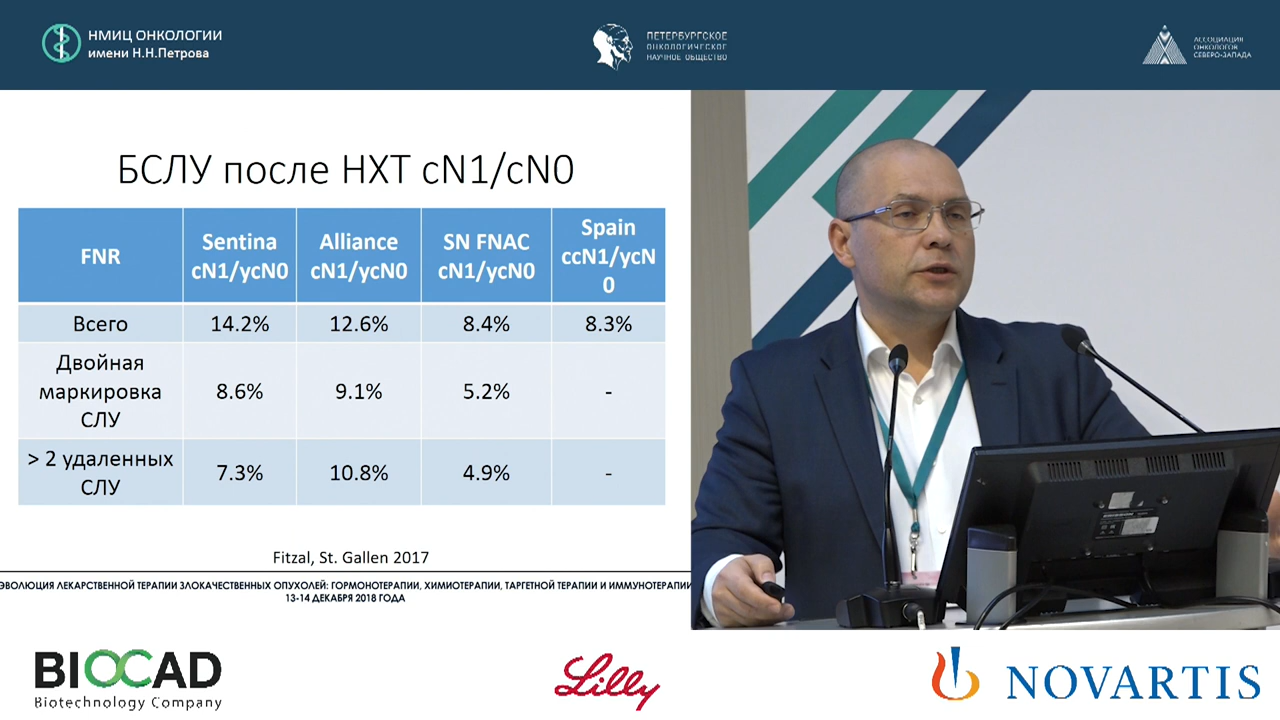 НМИЦ ОНКОЛОГИИ
имени Н.Н.Петрова
ПЕТЕРБУРГСКОЕ
ОНКОЛОГИЧЕСКОЕ
НАУЧНОЕ ОБЩЕСТВО
АССОЦИАЦИЯ
ОНКОЛОГОВ
СЕВЕРО-ЗАПАДА
БСЛУ после НХТ cN1/cN0
FNR
Sentina
cN1/ycN0
Alliance
cN1/ycN0
SN FNAC
cN1/ycN0
Spain
ccN1/ycN
0
Всего
14.2%
12.6%
8.4%
8.3%
Двойная
маркировка
СЛУ
8.6%
9.1%
5.2%
-
> 2 удаленных
СЛУ
7.3%
10.8%
4.9%
-
Fitzal, St. Gallen 2017
ЭВОЛЮЦИЯ ЛЕКАРСТВЕННОЙ ТЕРАПИИ ЗЛОКАЧЕСТВЕННЫХ ОПУХОЛЕЙ: ГОРМОНОТЕРАПИИ, ХИМИОТЕРАПИИ, ТАРГЕТНОЙ ТЕРАПИИ И ИММУНОТЕРАПИИ
13-14 ДЕКАБРЯ 2018 ГОДА
BIOCAD
Biotechnology Company
Lilly
NOVARTIS